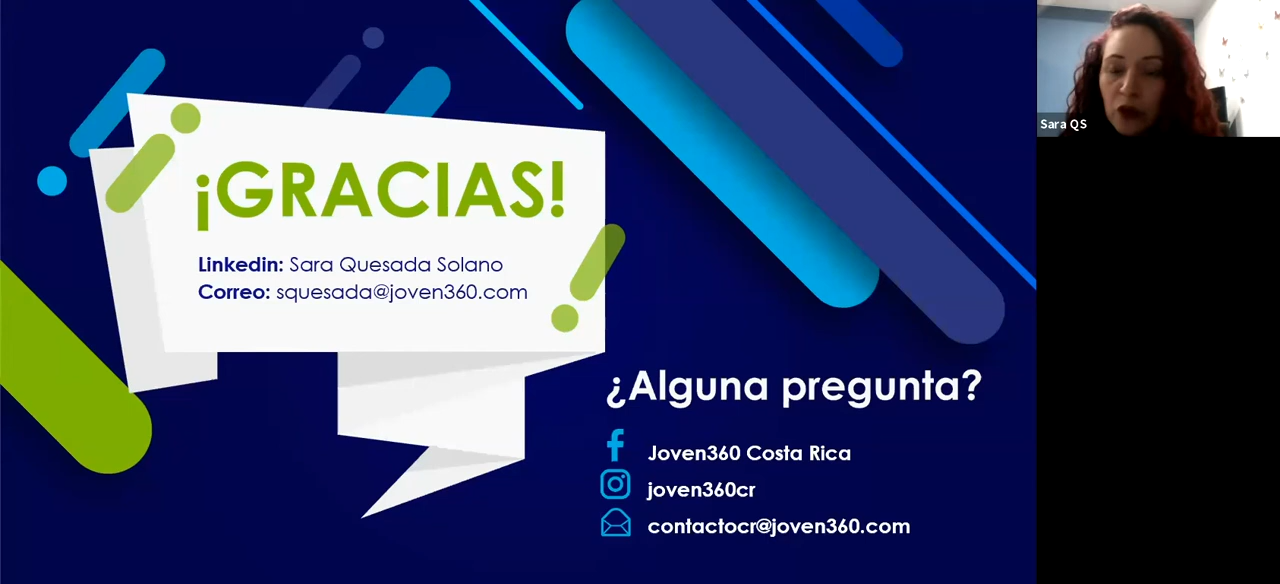 ¡GRACIAS!
Linkedin: Sara Quesada Solano
Correo: squesada@joven360.com
¿Alguna pregunta?
Joven360 Costa Rica
joven360cr
contactocr@joven360.com
Sara QS